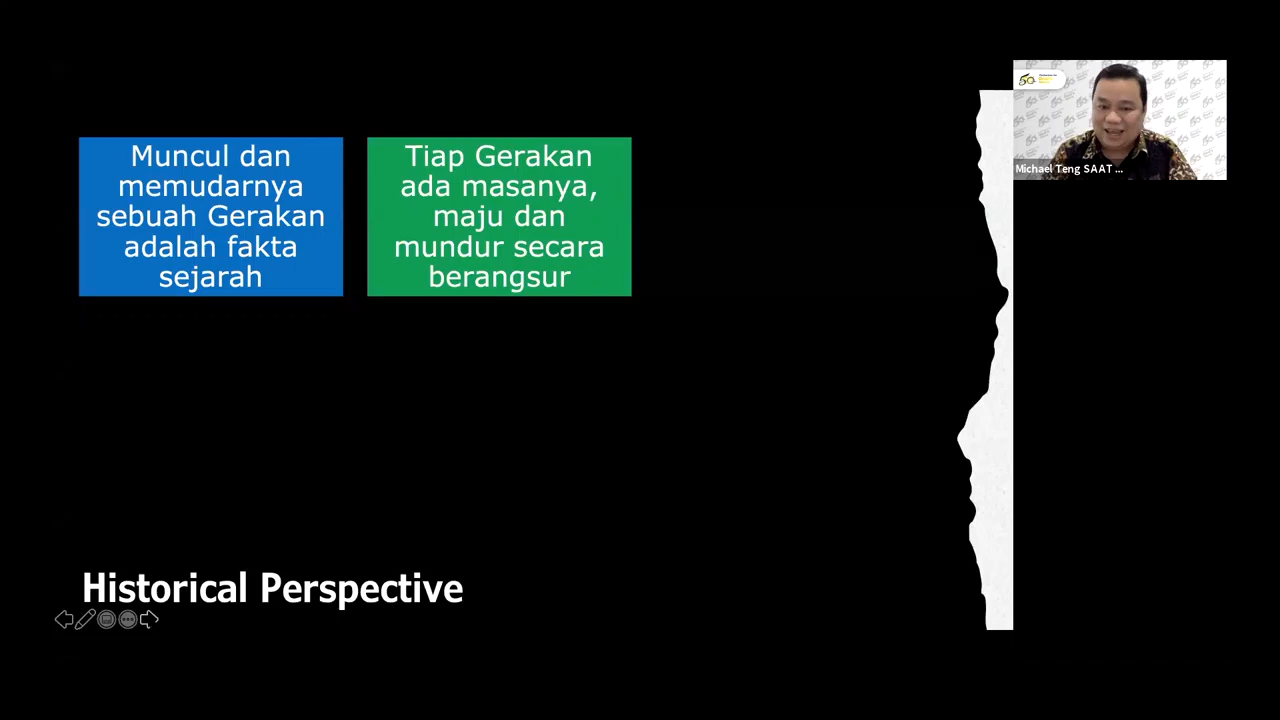 Muncul dan
memudarnya
sebuah Gerakan
adalah fakta
sejarah
Tiap Gerakan
ada masanya,
maju dan
mundur secara
berangsur
50
Michael Teng SAAT ...
Historical Perspective